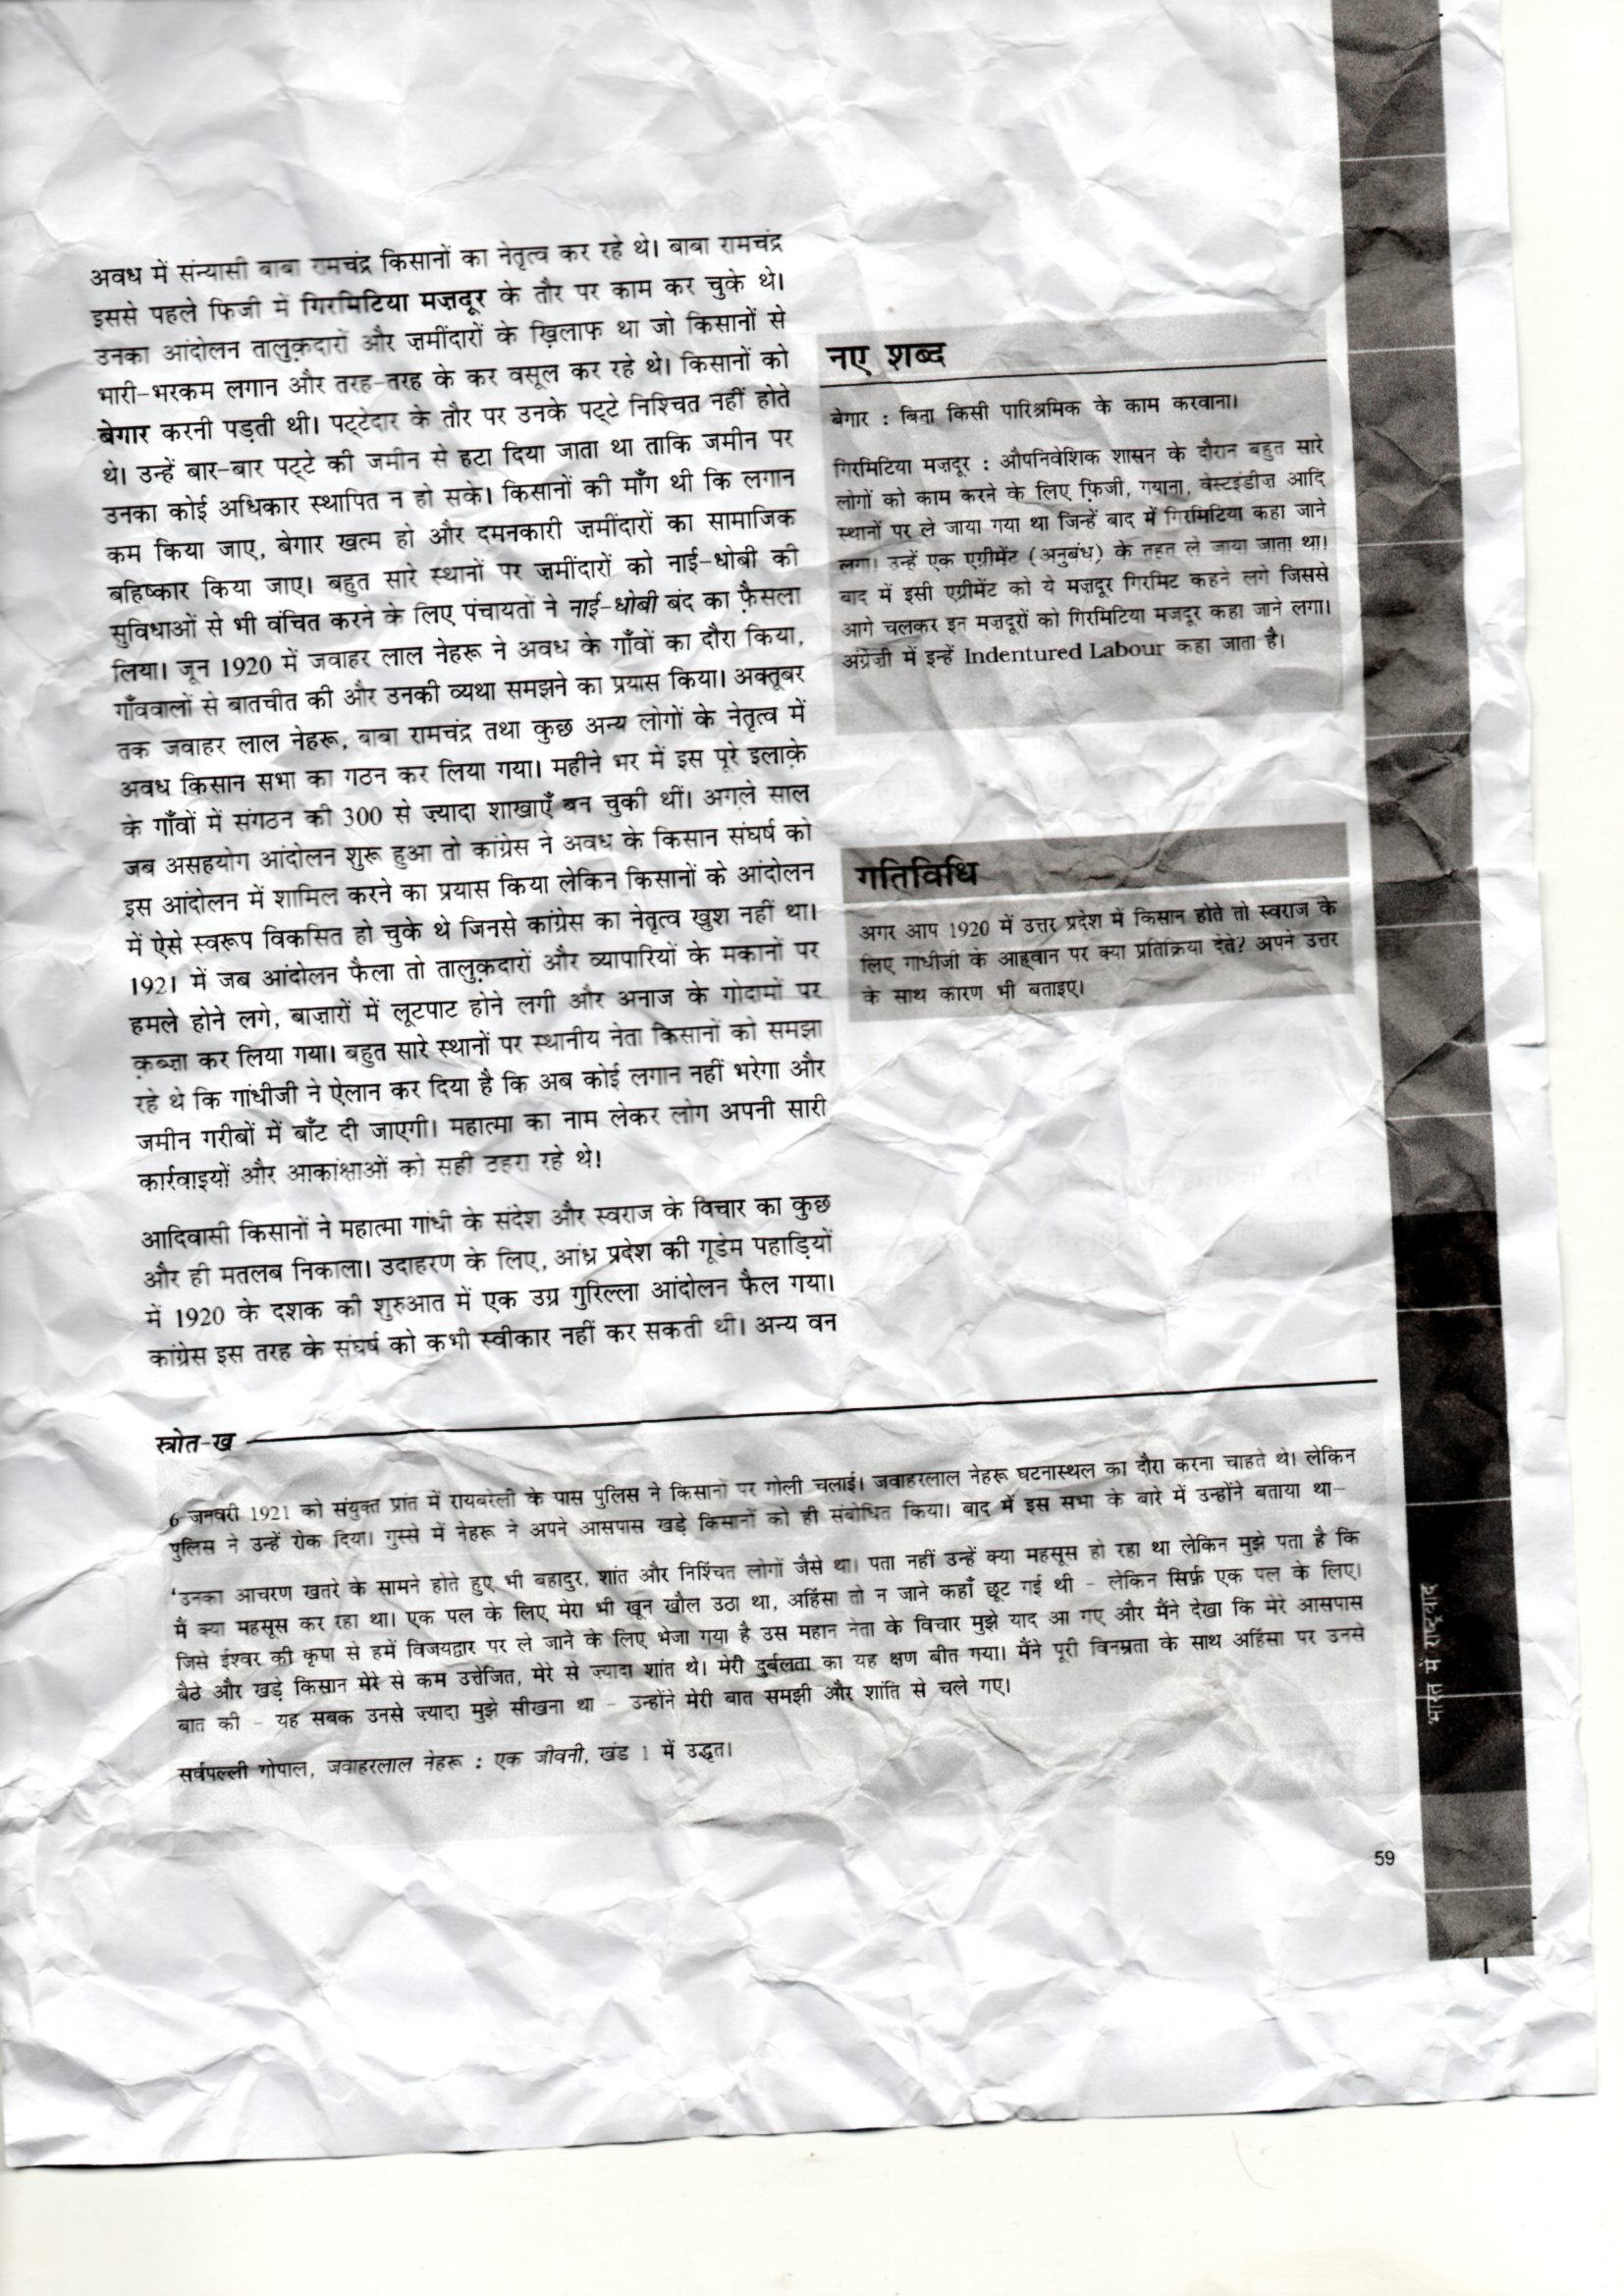 अवध में संन्यासी बाबा रामचंद्र किसानों का नेतृत्व कर रहे थे। बाबा रामचंद्र
इससे पहले फिजी में गिरमिटिया मज़दूर के तौर पर काम कर चुके थे।
उनका आंदोलन तालुक़दारों और ज़मींदारों के ख़िलाफ़ था जो किसानों से
भारी-भरकम लगान और तरह-तरह के कर वसूल कर रहे थे। किसानों को
बेगार करनी पड़ती थी। पट्टेदार के तौर पर उनके पट्टे निश्चित नहीं होते
थे। उन्हें बार-बार पट्टे की जमीन से हटा दिया जाता था ताकि जमीन पर
उनका कोई अधिकार स्थापित न हो सके। किसानों की माँग थी कि लगान
कम किया जाए, बेगार खत्म हो और दमनकारी ज़मींदारों का सामाजिक
बहिष्कार किया जाए। बहुत सारे स्थानों पर ज़मींदारों को नाई-धोबी की
सुविधाओं से भी वंचित करने के लिए पंचायतों ने नाई-धोबी बंद का फ़ैसला
लिया। जून 1920 में जवाहर लाल नेहरू ने अवध के गाँवों का दौरा किया,
गाँववालों से बातचीत की और उनकी व्यथा समझने का प्रयास किया। अक्तूबर
तक जवाहर लाल नेहरू, बाबा रामचंद्र तथा कुछ अन्य लोगों के नेतृत्व में
अवध किसान सभा का गठन कर लिया गया। महीने भर में इस पूरे इलाक़े
के गाँवों में संगठन की 300 से ज़्यादा शाखाएँ बन चुकी थीं। अगले साल
जब असहयोग आंदोलन शुरू हुआ तो कांग्रेस ने अवध के किसान संघर्ष को
इस आंदोलन में शामिल करने का प्रयास किया लेकिन किसानों के आंदोलन
में ऐसे स्वरूप विकसित हो चुके थे जिनसे कांग्रेस का नेतृत्व खुश नहीं था।
1921 में जब आंदोलन फैला तो तालुक़दारों और व्यापारियों के मकानों पर
हमले होने लगे, बाज़ारों में लूटपाट होने लगी और अनाज के गोदामों पर
क़ब्ज़ा कर लिया गया। बहुत सारे स्थानों पर स्थानीय नेता किसानों को समझा
रहे थे कि गांधीजी ने ऐलान कर दिया है कि अब कोई लगान नहीं भरेगा और
जमीन गरीबों में बाँट दी जाएगी। महात्मा का नाम लेकर लोग अपनी सारी
कार्रवाइयों और आकांक्षाओं को सही ठहरा रहे थे!
आदिवासी किसानों ने महात्मा गांधी के संदेश और स्वराज के विचार का कुछ
और ही मतलब निकाला। उदाहरण के लिए, आंध्र प्रदेश की गूडेम पहाड़ियों
में 1920 के दशक की शुरुआत में एक उग्र गुरिल्ला आंदोलन फैल गया।
कांग्रेस इस तरह के संघर्ष को कभी स्वीकार नहीं कर सकती थी। अन्य वन
नए शब्द
बेगार : बिना किसी पारिश्रमिक के काम करवाना।
गिरमिटिया मज़दूर : औपनिवेशिक शासन के दौरान बहुत सारे
लोगों को काम करने के लिए फ़िजी, गयाना, वेस्टइंडीज़ आदि
स्थानों पर ले जाया गया था जिन्हें बाद में गिरमिटिया कहा जाने
लगा। उन्हें एक एग्रीमेंट (अनुबंध) के तहत ले जाया जाता था।
बाद में इसी एग्रीमेंट को ये मज़दूर गिरमिट कहने लगे जिससे
आगे चलकर इन मज़दूरों को गिरमिटिया मजदूर कहा जाने लगा।
अंग्रेज़ी में इन्हें Indentured Labour कहा जाता है।
गतिविधि
अगर आप 1920 में उत्तर प्रदेश में किसान होते तो स्वराज के
लिए गांधीजी के आह्वान पर क्या प्रतिक्रिया देते? अपने उत्तर
के साथ कारण भी बताइए।
स्त्रोत-ख
6 जनवरी 1921 को संयुक्त प्रांत में रायबरेली के पास पुलिस ने किसानों पर गोली चलाई। जवाहरलाल नेहरू घटनास्थल का दौरा करना चाहते थे। लेकिन
पुलिस ने उन्हें रोक दिया। गुस्से में नेहरू ने अपने आसपास खड़े किसानों को ही संबोधित किया। बाद में इस सभा के बारे में उन्होंने बताया था-
'उनका आचरण खतरे के सामने होते हुए भी बहादुर, शांत और निश्चिंत लोगों जैसे था। पता नहीं उन्हें क्या महसूस हो रहा था लेकिन मुझे पता है कि
मैं क्या महसूस कर रहा था। एक पल के लिए मेरा भी खून खौल उठा था, अहिंसा तो न जाने कहाँ छूट गई थी - लेकिन सिर्फ़ एक पल के लिए।
जिसे ईश्वर की कृपा से हमें विजयद्वार पर ले जाने के लिए भेजा गया है उस महान नेता के विचार मुझे याद आ गए और मैंने देखा कि मेरे आसपास
बैठे और खड़े किसान मेरे से कम उत्तेजित, मेरे से ज़्यादा शांत थे। मेरी दुर्बलता का यह क्षण बीत गया। मैंने पूरी विनम्रता के साथ अहिंसा पर उनसे
बात की - यह सबक उनसे ज़्यादा मुझे सीखना था - उन्होंने मेरी बात समझी और शांति से चले गए।
सर्वपल्ली गोपाल, जवाहरलाल नेहरू : एक जीवनी, खंड 1 में उद्धृत।
भारत में राष्ट्रवाद
59